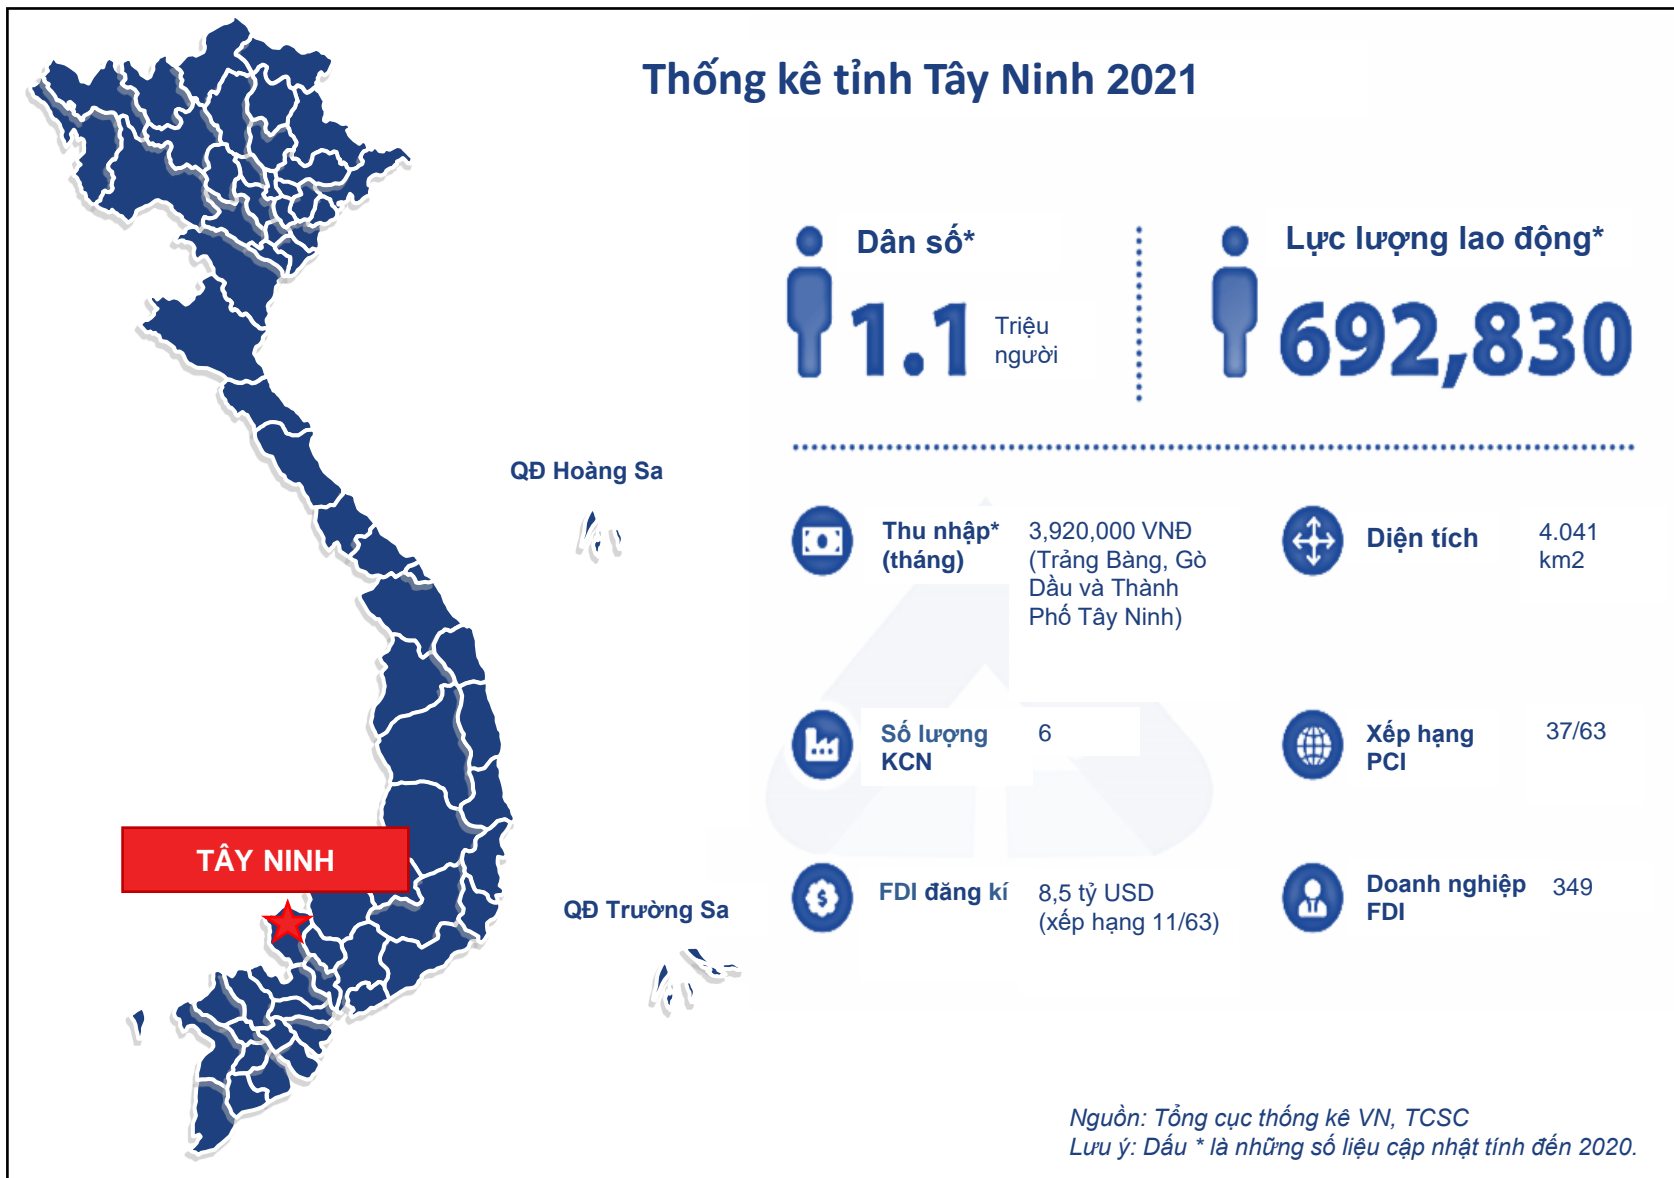 Thống kê tỉnh Tây Ninh 2021
Dân số*
1.1
Triệu
người
Lực lượng lao động*
692,830
QĐ Hoàng Sa
Thu nhập*
(tháng)
3,920,000 VNĐ
(Trảng Bàng, Gò
Dầu và Thành
Phố Tây Ninh)
Diện tích
4.041
km2
Số lượng
KCN
6
Xếp hạng
PCI
37/63
TÂY NINH
QĐ Trường Sa
FDI đăng kí
8,5 tỷ USD
(xếp hạng 11/63)
Doanh nghiệp
FDI
349
Nguồn: Tổng cục thống kê VN, TCSC
Lưu ý: Dấu * là những số liệu cập nhật tính đến 2020.